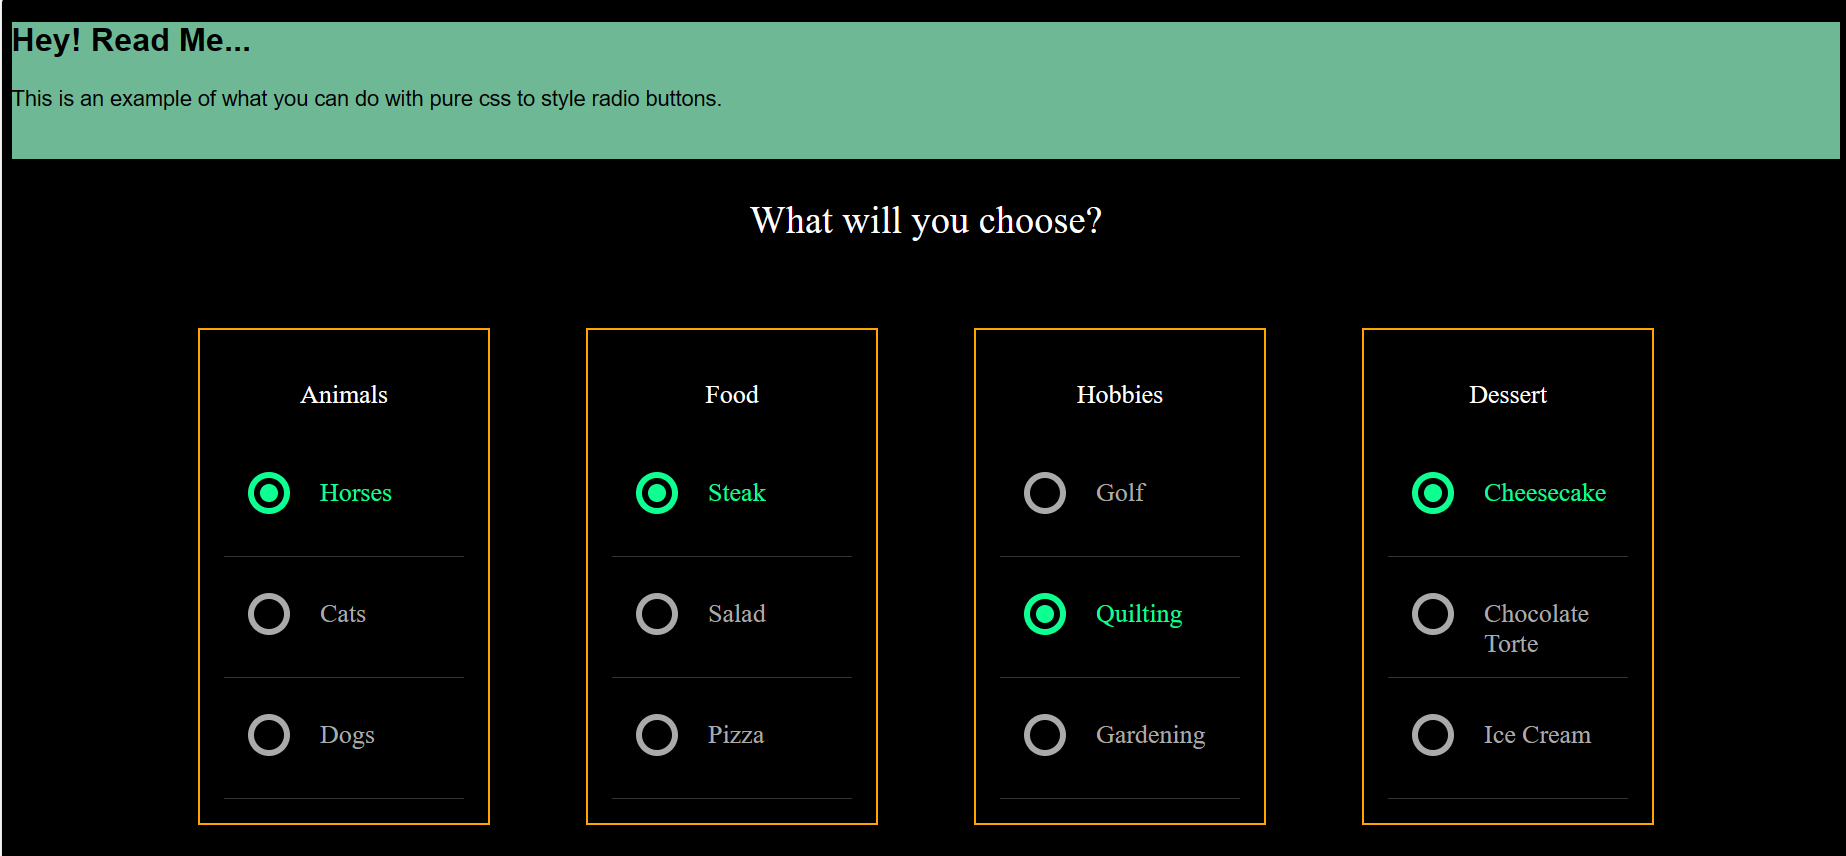 Hey! Read Me...
This is an example of what you can do with pure css to style radio buttons.
What will you choose?
Animals
Horses
Cats
Dogs
Food
Steak
Salad
Pizza
Hobbies
Golf
Quilting
Gardening
Dessert
Cheesecake
Chocolate
Torte
Ice Cream